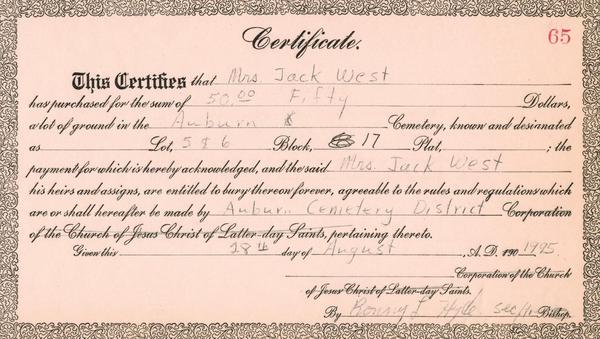 Certificate.
65
This Certifies that Mrs. Jack West
has purchased for the sum of 50.00 Fifty Dollars,
a lot of ground in the Auburn Cemetery, known and desianated
as Lot, 5 & 6 Block, 17 Plat, ; the
payment for which is hereby acknowledged, and the said Mrs. Jack West
his heirs and assigns, are entitled to bury thereon forever, agreeable to the rules and regulations which
are or shall hereafter be made by Auburn Cemetery District Corporation
of the Church of Jesus Christ of Latter-day Saints, pertaining thereto.
Given this 28th day of August A. D. 190 1995.
Corporation of the Church
of Jesus Christ of Latter-day Saints.
By Ronny L Hyde sec/ Bishop.